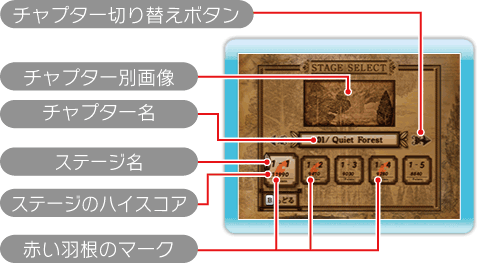 チャプター切り替えボタン
STAGE SELECT
チャプター別画像
チャプター名
01/ Quiet Forest
ステージ名
1-1 1-2 1-3 1-4 1-5
ステージのハイスコア
もどる
赤い羽根のマーク